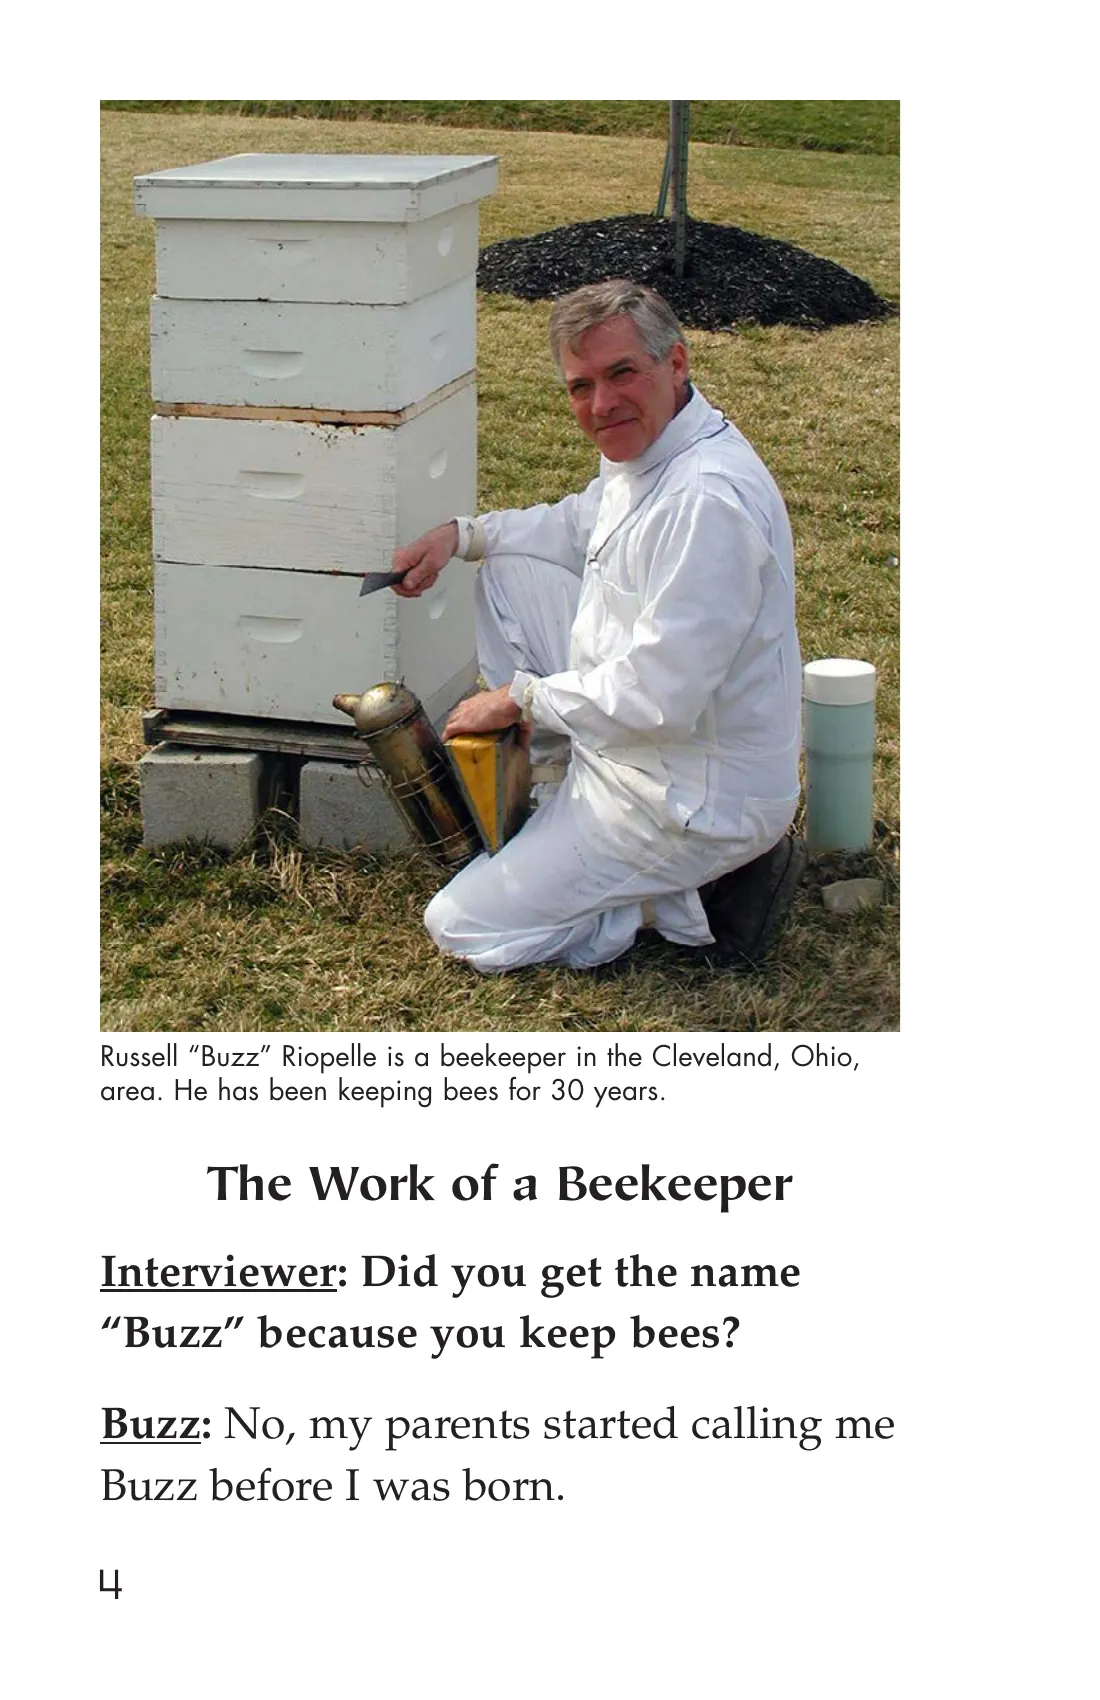 Russell “Buzz” Riopelle is a beekeeper in the Cleveland, Ohio,
area. He has been keeping bees for 30 years.
The Work of a Beekeeper
Interviewer: Did you get the name
“Buzz” because you keep bees?
Buzz: No, my parents started calling me
Buzz before I was born.
4